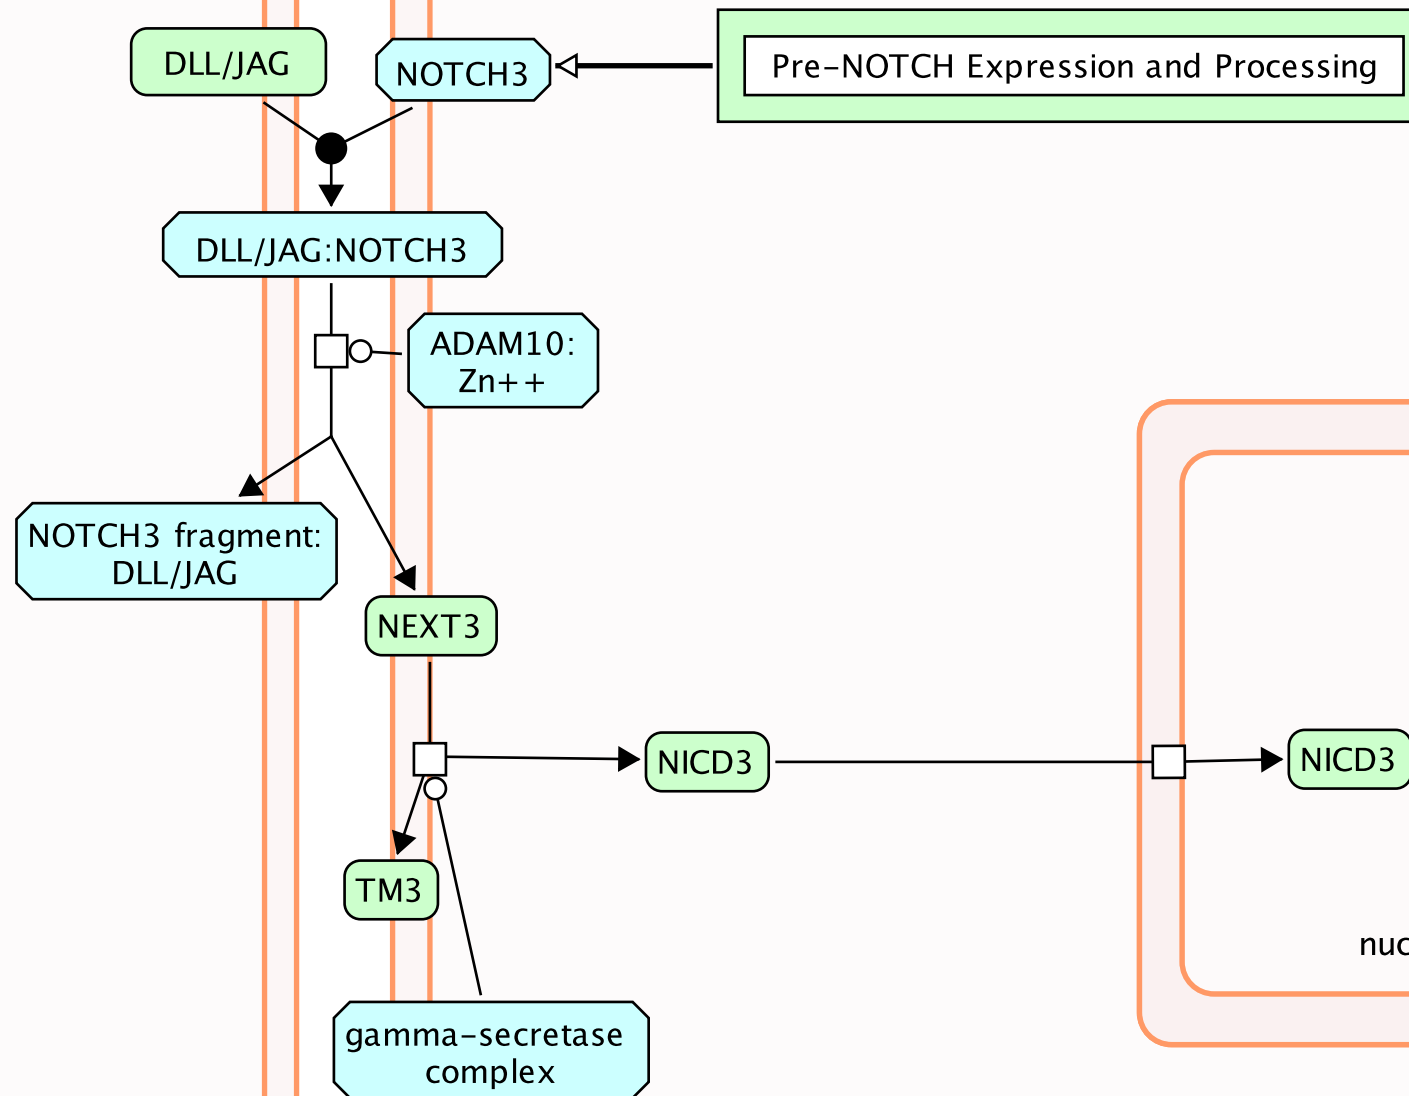 DLL/JAG
NOTCH3
Pre-NOTCH Expression and Processing
DLL/JAG:NOTCH3
ADAM10:
Zn++
NOTCH3 fragment:
DLL/JAG
NEXT3
NICD3
NICD3
TM3
nuc
gamma-secretase
complex